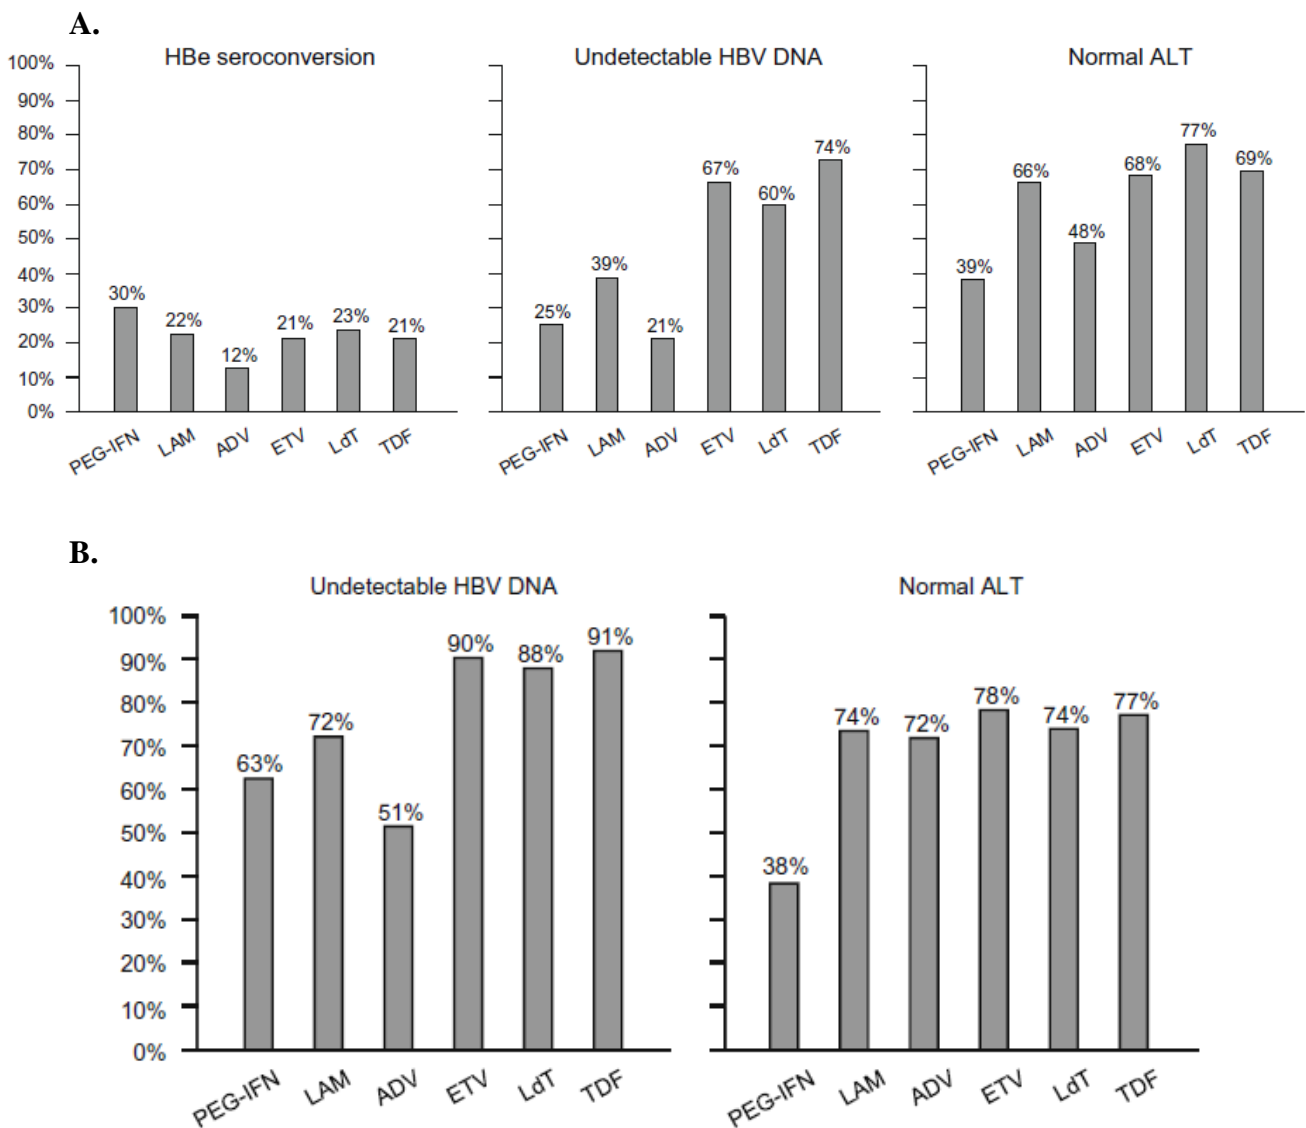 A.
HBe seroconversion
100%
90%
80%
70%
60%
50%
40%
30%
20%
10%
0%
30%
22%
12%
21%
23%
21%
PEG-IFN
LAM
ADV
ETV
LdT
TDF
Undetectable HBV DNA
25%
39%
21%
67%
60%
74%
PEG-IFN
LAM
ADV
ETV
LdT
TDF
Normal ALT
39%
66%
48%
68%
77%
69%
PEG-IFN
LAM
ADV
ETV
LdT
TDF
B.
Undetectable HBV DNA
100%
90%
80%
70%
60%
50%
40%
30%
20%
10%
0%
63%
72%
51%
90%
88%
91%
PEG-IFN
LAM
ADV
ETV
LdT
TDF
Normal ALT
38%
74%
72%
78%
74%
77%
PEG-IFN
LAM
ADV
ETV
LdT
TDF